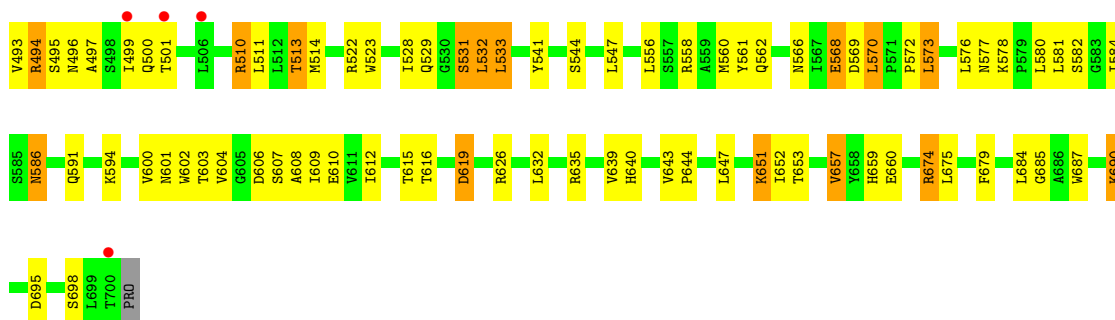 V493 R494 S495 N496 A497 S498 I499 Q500 T501 L506 R510 L511 L512 T513 M514 R522 W523 I528 Q529 G530 S531 L532 L533 Y541 S544 L547 L556 S557 R558 A559 M560 Y561 Q562 N566 I567 E568 D569 L570 P571 P572 L573 L576 N577 K578 P579 L580 L581 S582 G583
S585 N586 Q591 K594 V600 N601 W602 T603 V604 G605 D606 S607 A608 I609 E610 V611 I612 T615 T616 D619 R626 L632 R635 V639 H640 V643 P644 L647 K651 I652 T653 V657 Y658 H659 E660 R674 L675 F679 L684 G685 A686 W687
D695 S698 L699 T700 PRO